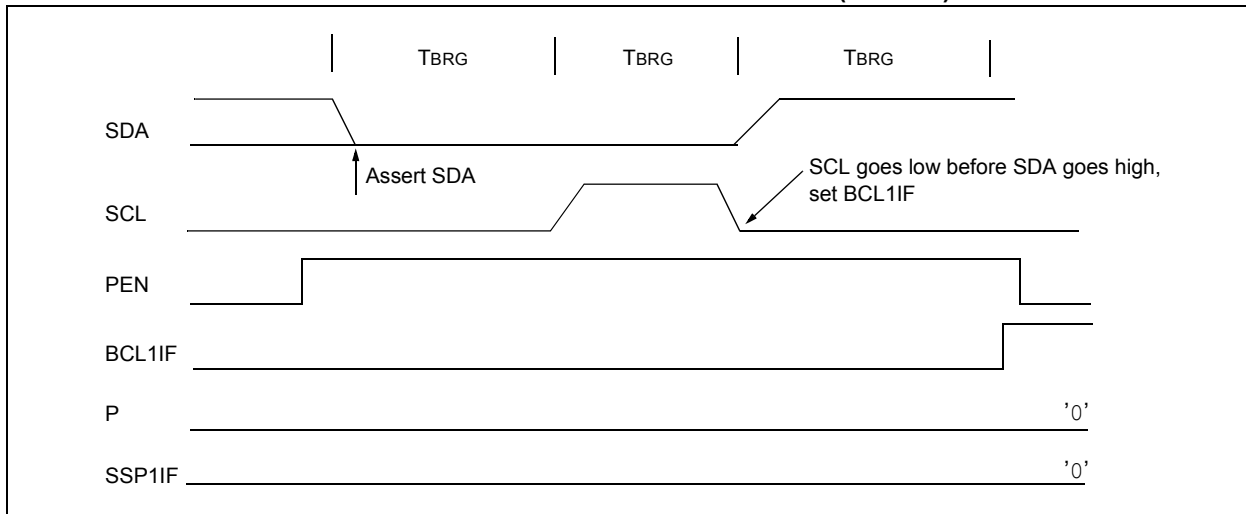 TBRG TBRG TBRG
SDA
Assert SDA
SCL goes low before SDA goes high,
set BCL1IF
SCL
PEN
BCL1IF
P '0'
SSP1IF '0'